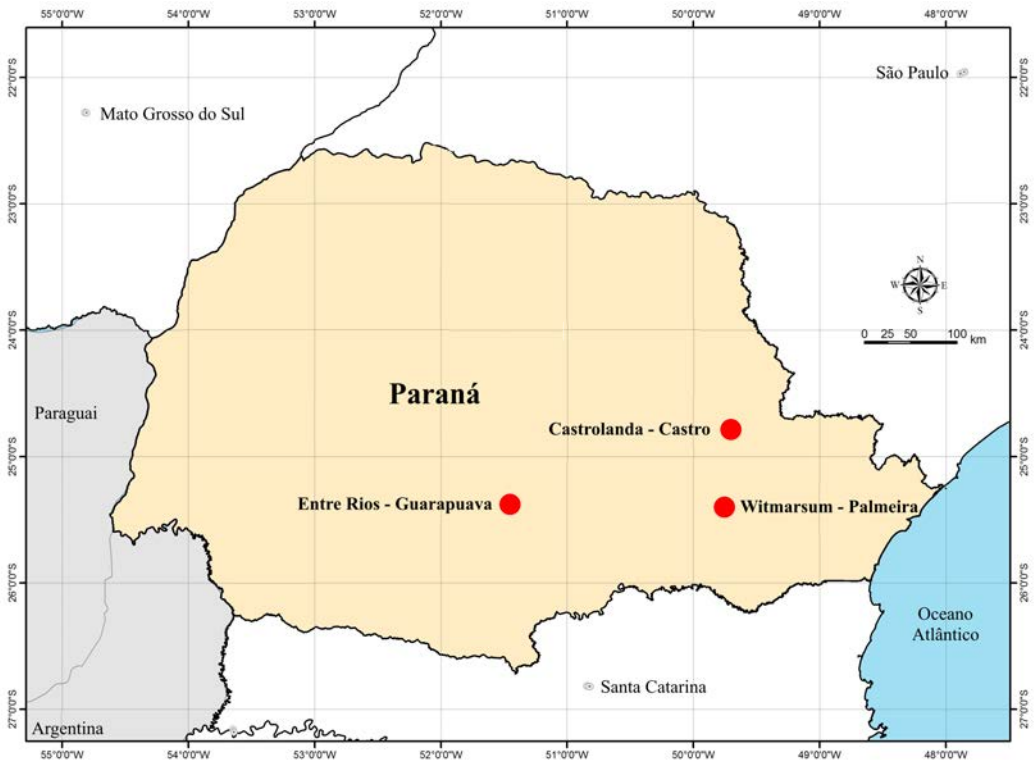 55°0'0"W 54°0'0"W 53°0'0"W 52°0'0"W 51°0'0"W 50°0'0"W 49°0'0"W 48°0'0"W
22°0'0"S 22°0'0"S
São Paulo
Mato Grosso do Sul
23°0'0"S 23°0'0"S
N
W E
S
24°0'0"S 24°0'0"S
0 25 50 100
km
Paraná
Paraguai
Castrolanda - Castro
25°0'0"S 25°0'0"S
Entre Rios - Guarapuava
Witmarsum - Palmeira
26°0'0"S 26°0'0"S
Oceano
Atlântico
Santa Catarina
27°0'0"S 27°0'0"S
Argentina
55°0'0"W 54°0'0"W 53°0'0"W 52°0'0"W 51°0'0"W 50°0'0"W 49°0'0"W 48°0'0"W